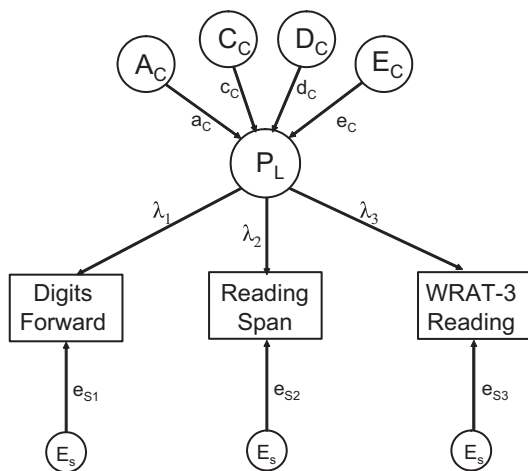 A_C
C_C
D_C
E_C
a_C
c_C
d_C
e_C
P_L
λ_1
λ_2
λ_3
Digits
Forward
Reading
Span
WRAT-3
Reading
e_S1
e_S2
e_S3
E_s
E_s
E_s